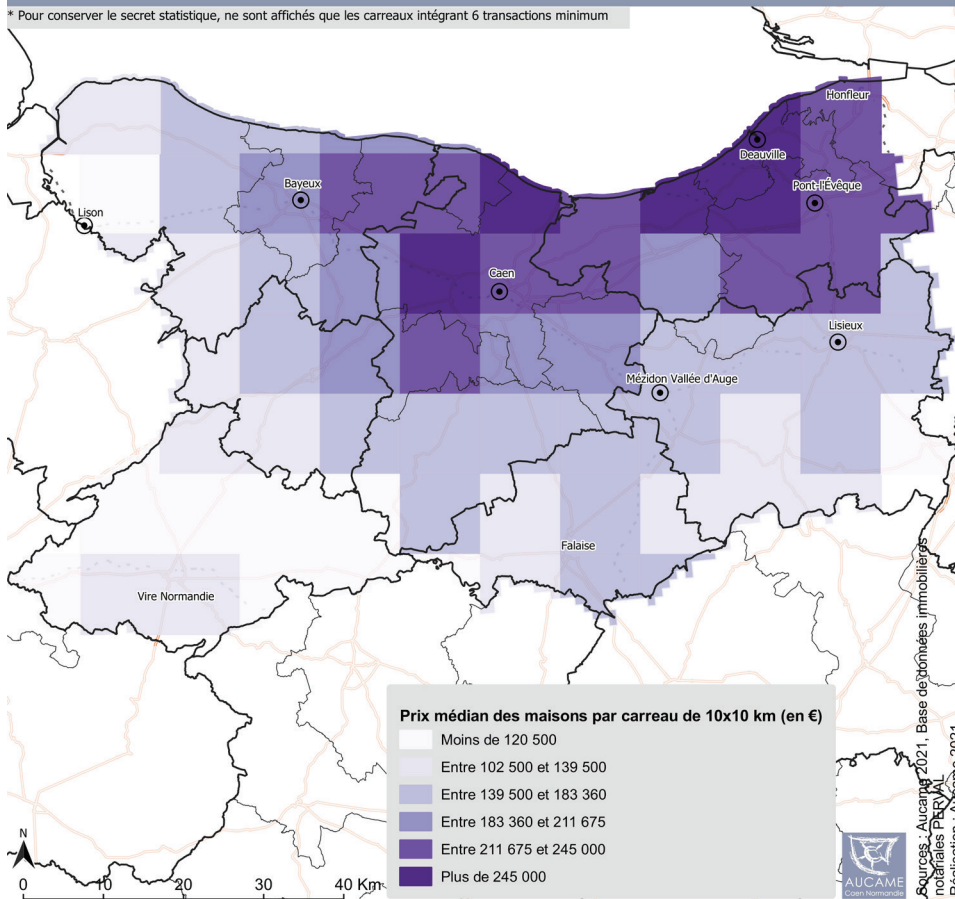 * Pour conserver le secret statistique, ne sont affichés que les carreaux intégrant 6 transactions minimum
Honfleur
Deauville
Pont-l'Évêque
Bayeux
Lison
Caen
Lisieux
Mézidon Vallée d'Auge
Falaise
Vire Normandie
Prix médian des maisons par carreau de 10x10 km (en €)
Moins de 120 500
Entre 102 500 et 139 500
Entre 139 500 et 183 360
Entre 183 360 et 211 675
Entre 211 675 et 245 000
Plus de 245 000
N
0 10 20 30 40 Km
AUCAME
Caen Normandie
Sources : Aucame 2021, Base de données immobilières
notariales PERVAL
Réalisation : Aucame 2021